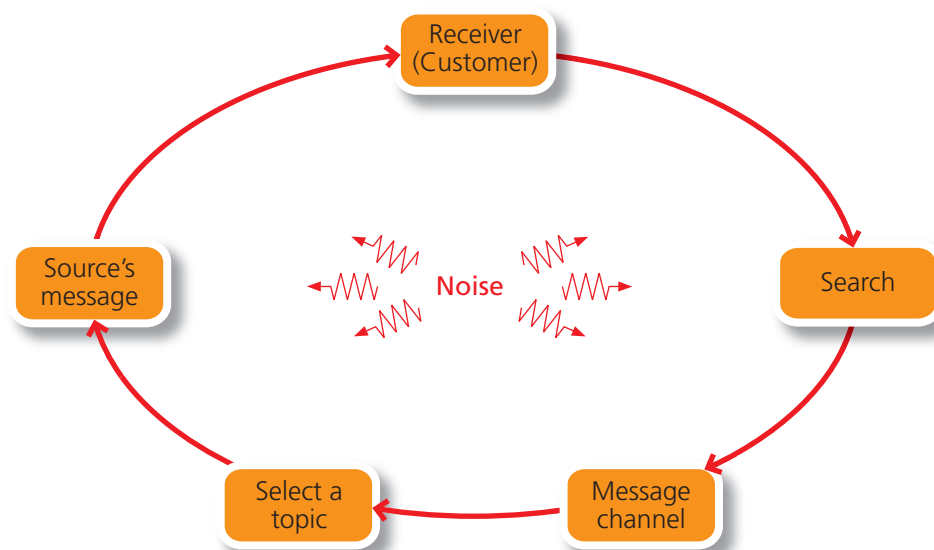 Receiver
(Customer)
Search
Message
channel
Select a
topic
Source's
message
Noise